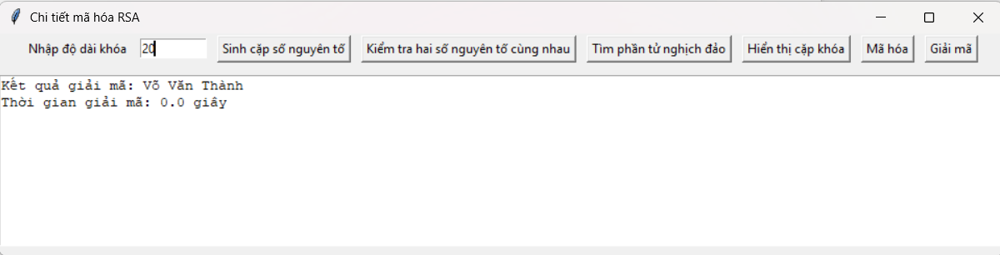 Chi tiết mã hóa RSA
Nhập độ dài khóa 20 Sinh cặp số nguyên tố Kiểm tra hai số nguyên tố cùng nhau Tìm phần tử nghịch đảo Hiển thị cặp khóa Mã hóa Giải mã
Kết quả giải mã: Võ Văn Thành
Thời gian giải mã: 0.0 giây